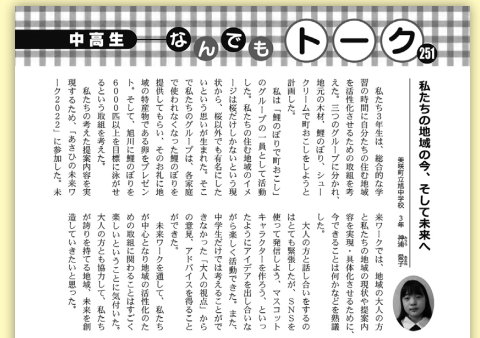 中高生
なんでも
トーク
251
私たちの地域の今、そして未来へ
美咲町立旭中学校 3年
私たち3年生は、総合的な学
習の時間に自分たちの住む地域
を活性化させるための取組を考
えた。三つのグループに分かれ、
地元の木材、鯉のぼり、シュー
クリームで町おこしをしようと
計画した。
私は「鯉のぼりで町おこし」
のグループの一員として活動
した。私たちの住む地域のイメ
ージは桜だけしかないという現
状から、桜以外でも有名にした
いという思いが生まれた。そこ
で私たちのグループは、各家庭
で使われなくなった鯉のぼりを
提供してもらい、そのお礼に地
域の特産物である卵をプレゼン
ト。そして、旭川に鯉のぼりを
6000匹以上を目標に泳がせ
るという取組を考えた。
私たちの考えた提案内容を実
現するため、「あさひの未来ワ
ーク2022」に参加した。未
来ワークでは、地域の大人の方
と私たちの地域の現状や提案内
容を実現・具体化させるために、
今できることは何かなどを熟議
した。
大人の方と話し合いをするの
はとても緊張したが、SNSを
使って発信しよう、マスコット
キャラクターを作ろう、といっ
たようにアイデアを出し合いな
がら楽しく活動できた。また、
中学生だけでは考えることがで
きなかった「大人の視点」から
の意見、アドバイスを得ること
ができた。
未来ワークを通して、私たち
が中心となり地域の活性化のた
めの取組に関わることはすごく
楽しいということに気付いた。
大人の方とも協力して、私たち
が誇りを持てる地域、未来を創
造していきたいと思った。